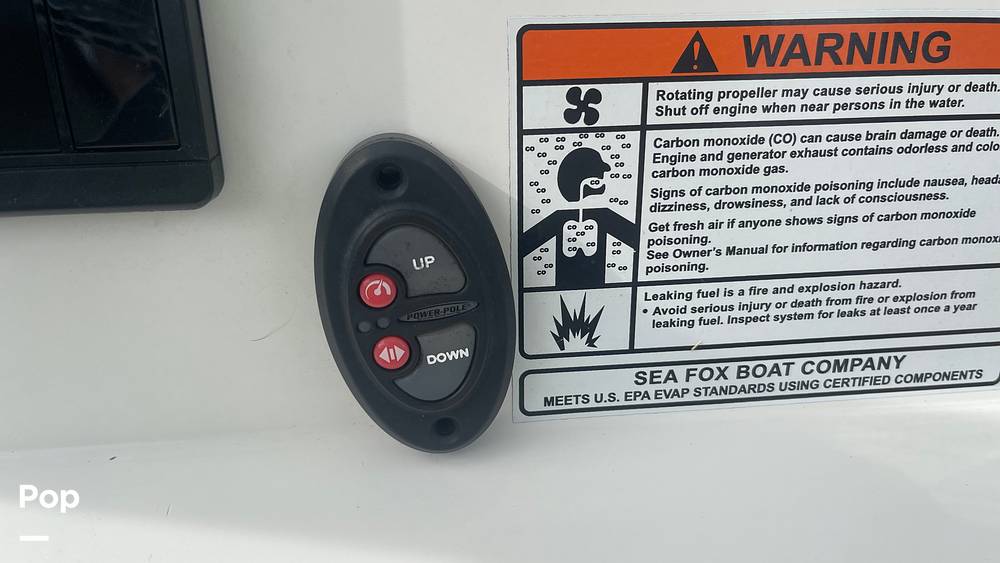 UP
POWER-POLE
DOWN
WARNING
Rotating propeller may cause serious injury or death.
Shut off engine when near persons in the water.
Carbon monoxide (CO) can cause brain damage or death.
Engine and generator exhaust contains odorless and
carbon monoxide gas.
Signs of carbon monoxide poisoning include nausea,
dizziness, drowsiness, and lack of consciousness.
Get fresh air if anyone shows signs of carbon monoxide
poisoning.
See Owner's Manual for information regarding carbon
poisoning.
Leaking fuel is a fire and explosion hazard.
• Avoid serious injury or death from fire or explosion from
leaking fuel. Inspect system for leaks at least once a year
SEA FOX BOAT COMPANY
MEETS U.S. EPA EVAP STANDARDS USING CERTIFIED COMPONENTS
Pop